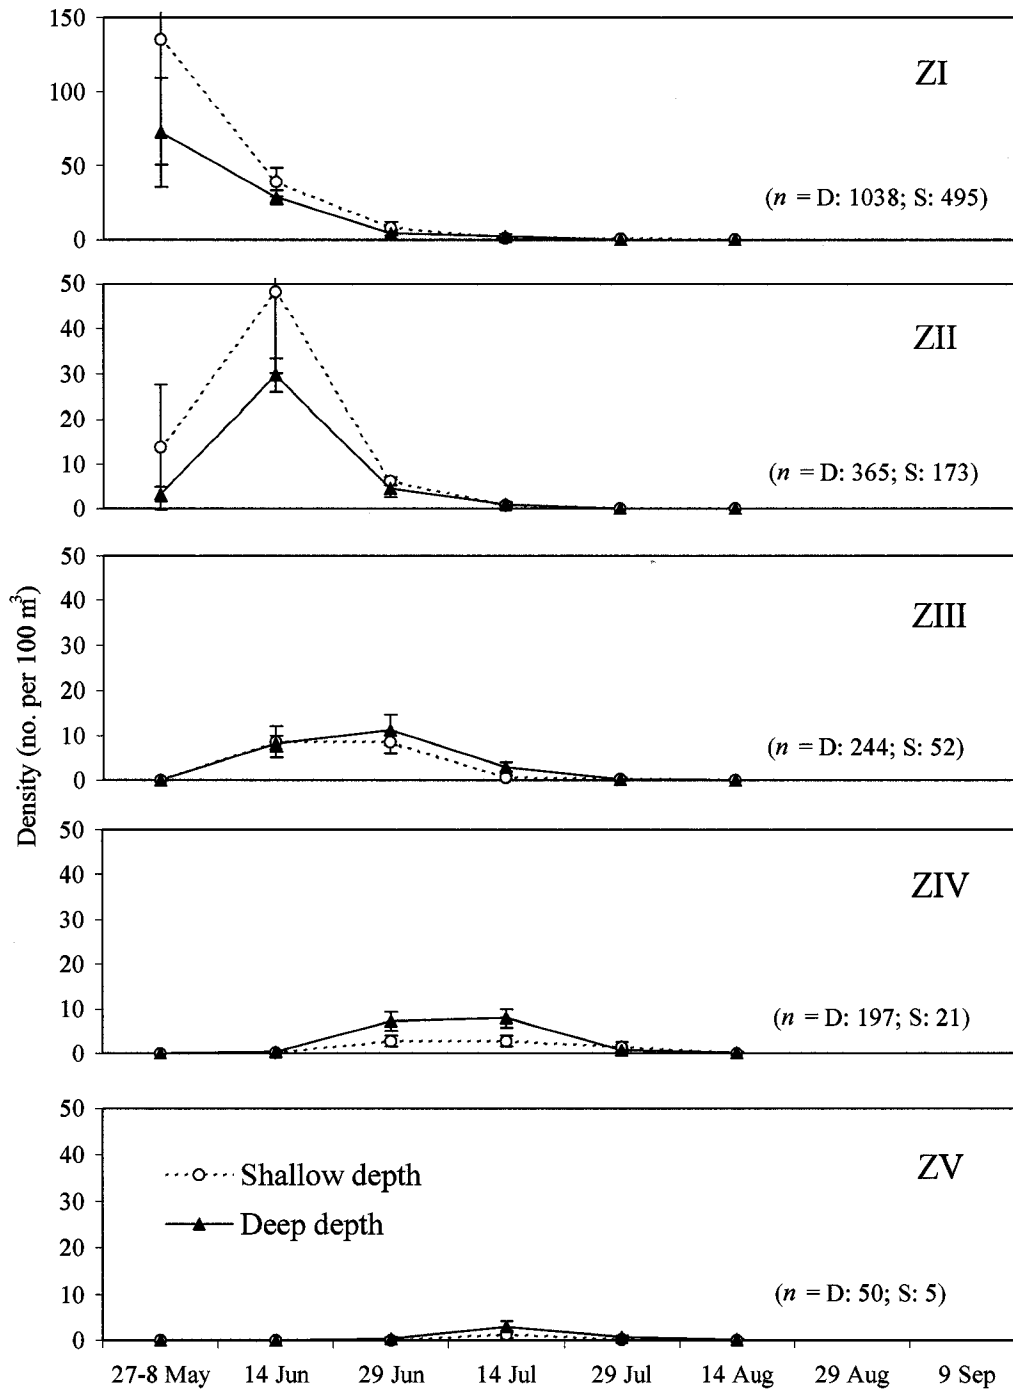 150
100
50
0
ZI
(n = D: 1038; S: 495)
50
40
30
20
10
0
ZII
(n = D: 365; S: 173)
50
40
30
20
10
0
ZIII
(n = D: 244; S: 52)
Density (no. per 100 m³)
50
40
30
20
10
0
ZIV
(n = D: 197; S: 21)
50
40
30
20
10
0
ZV
Shallow depth
Deep depth
(n = D: 50; S: 5)
27-8 May 14 Jun 29 Jun 14 Jul 29 Jul 14 Aug 29 Aug 9 Sep